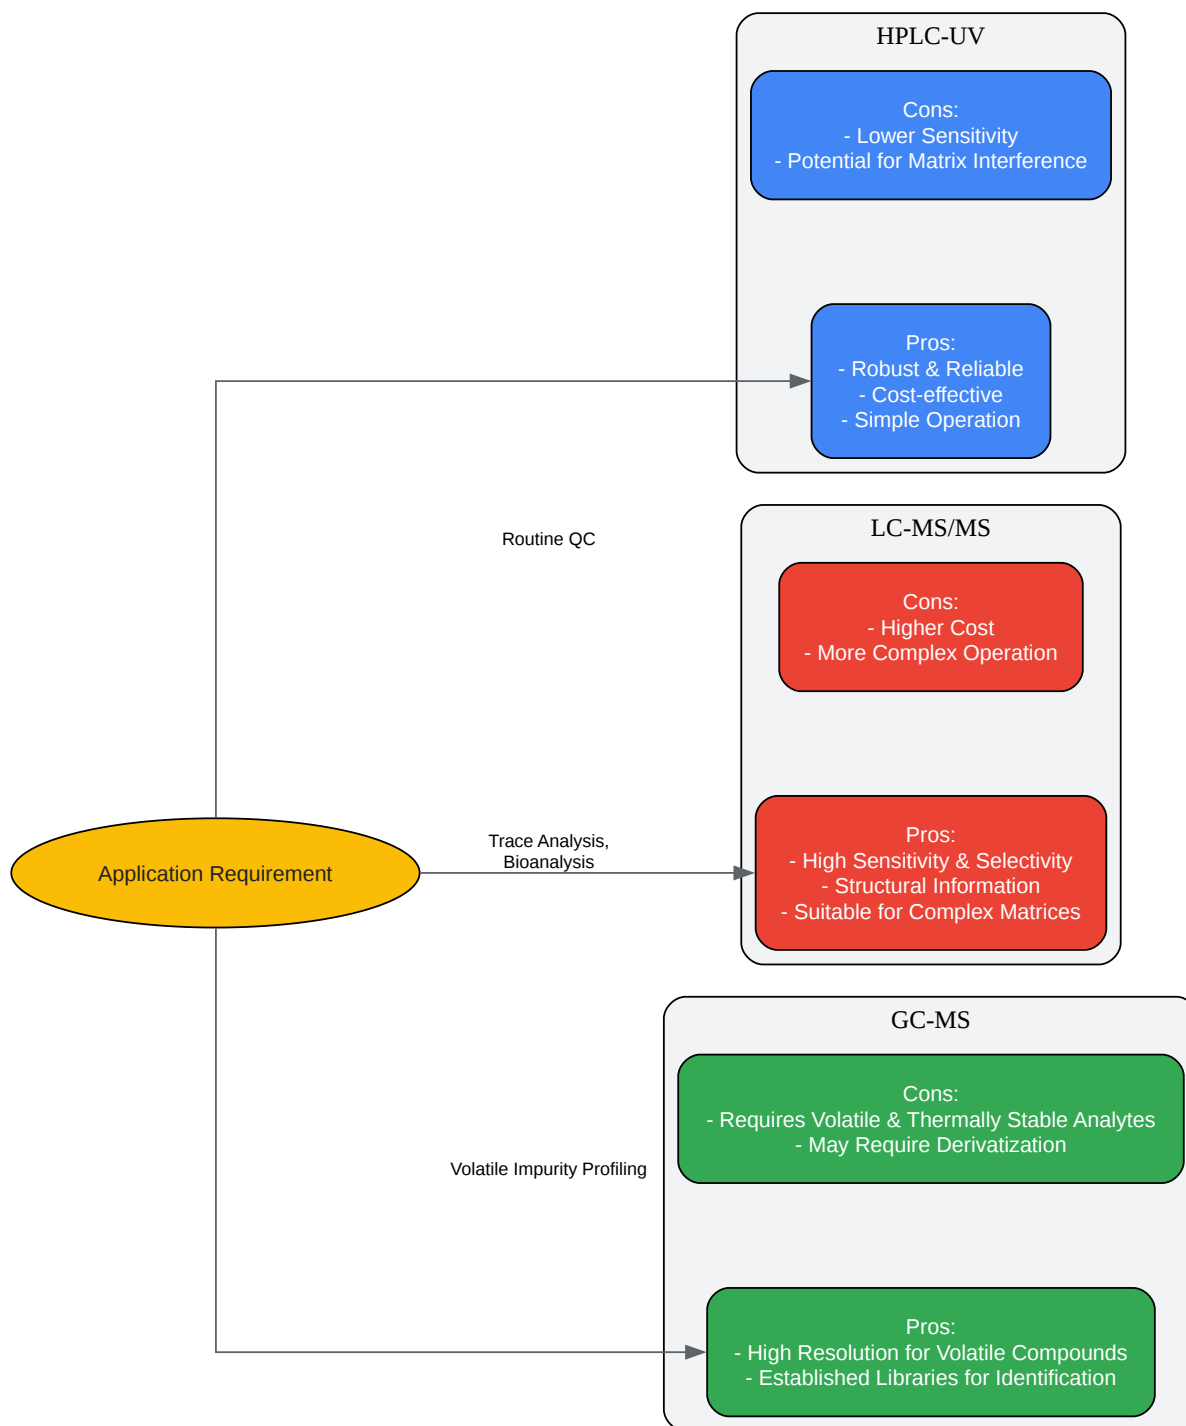 HPLC-UV
Cons:
- Lower Sensitivity
- Potential for Matrix Interference
Pros:
- Robust & Reliable
- Cost-effective
- Simple Operation
Routine QC
LC-MS/MS
Cons:
- Higher Cost
- More Complex Operation
Application Requirement
Trace Analysis,
Bioanalysis
Pros:
- High Sensitivity & Selectivity
- Structural Information
- Suitable for Complex Matrices
GC-MS
Cons:
- Requires Volatile & Thermally Stable Analytes
- May Require Derivatization
Volatile Impurity Profiling
Pros:
- High Resolution for Volatile Compounds
- Established Libraries for Identification